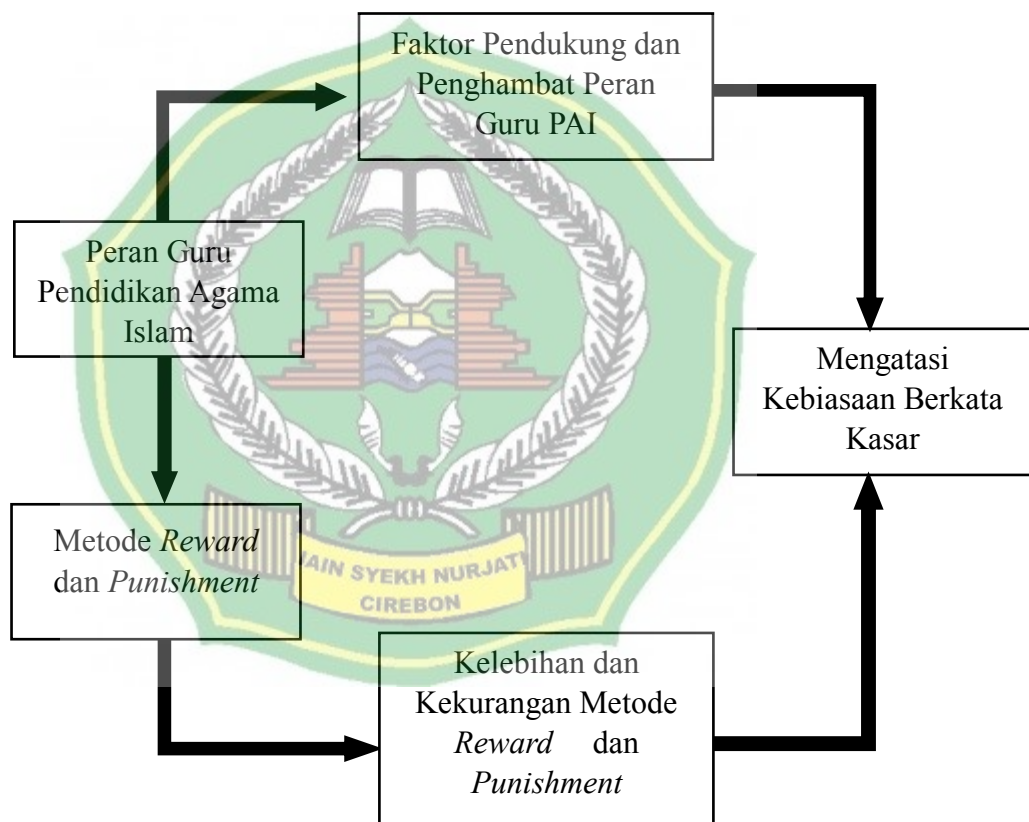 Faktor Pendukung dan
Penghambat Peran
Guru PAI
Peran Guru
Pendidikan Agama
Islam
Mengatasi
Kebiasaan Berkata
Kasar
Metode Reward
dan Punishment
IAIN SYEKH NURJATI
CIREBON
Kelebihan dan
Kekurangan Metode
Reward dan
Punishment